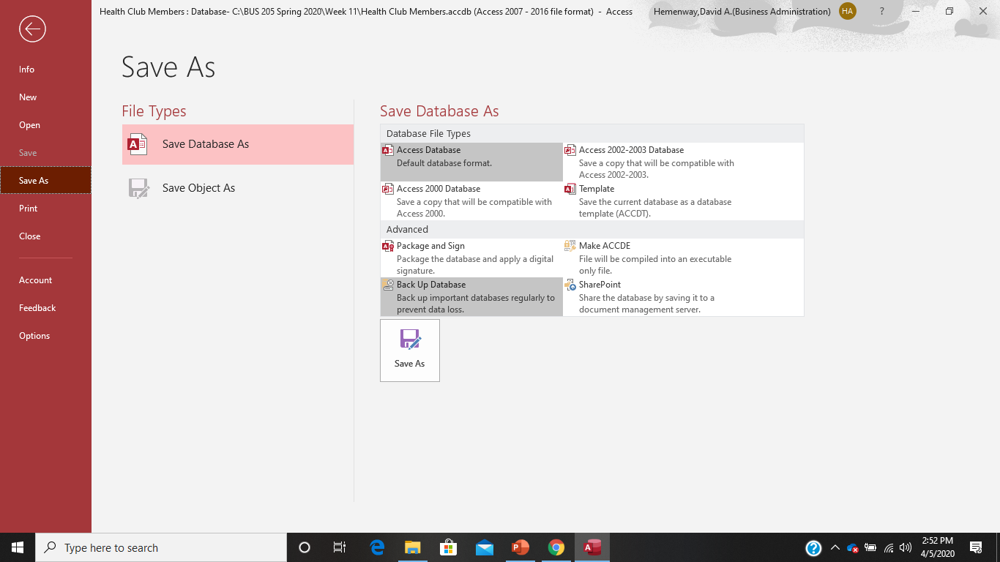 Health Club Members : Database- C:\BUS 205 Spring 2020\Week 11\Health Club Members.accdb (Access 2007 - 2016 file format) - Access
Hemenway,David A.(Business Administration)
HA
?
Info
New
Open
Save
Save As
Print
Close
Account
Feedback
Options
Save As
File Types
A
Save Database As
Save Object As
Save Database As
Database File Types
Access Database
Default database format.
Access 2002-2003 Database
Save a copy that will be compatible with
Access 2002-2003.
Access 2000 Database
Save a copy that will be compatible with
Access 2000.
Template
Save the current database as a database
template (ACCDT).
Advanced
Package and Sign
Package the database and apply a digital
signature.
Make ACCDE
File will be compiled into an executable
only file.
Back Up Database
Back up important databases regularly to
prevent data loss.
SharePoint
Share the database by saving it to a
document management server.
Save As
Type here to search
2:52 PM
4/5/2020